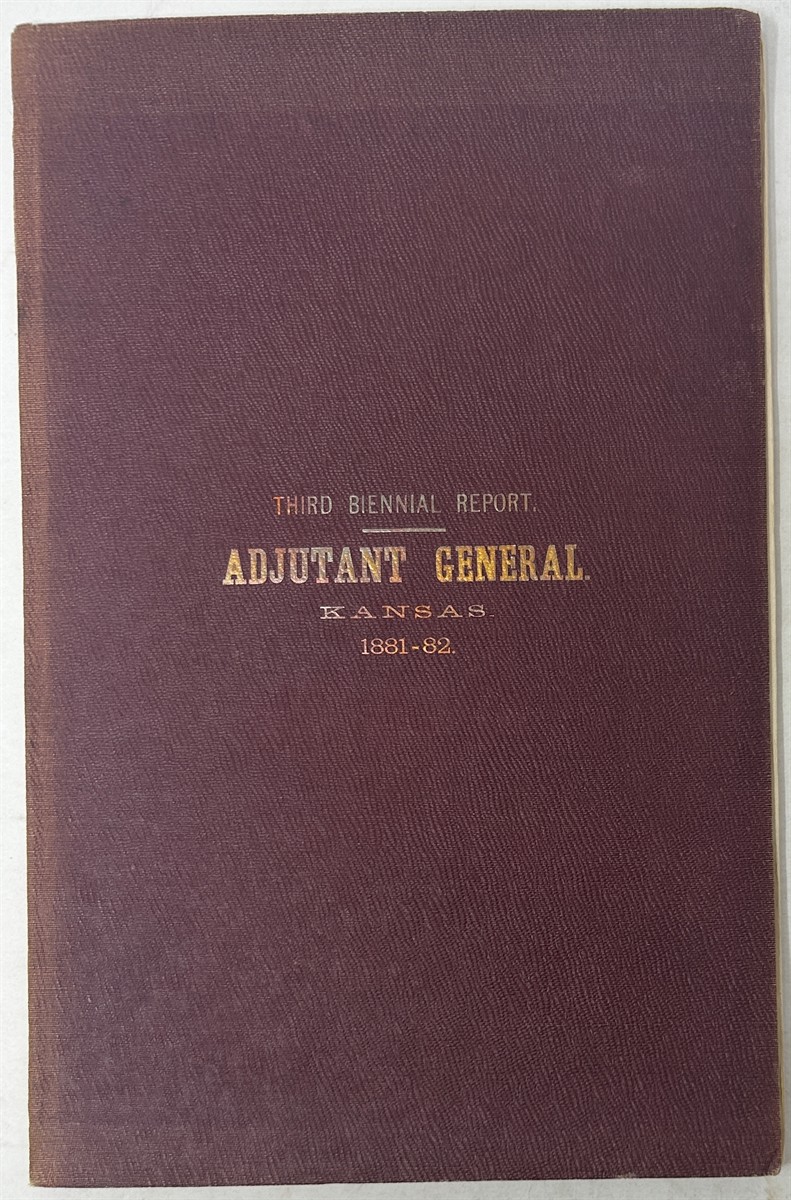 THIRD BIENNIAL REPORT.
ADJUTANT GENERAL.
KANSAS.
1881-82.